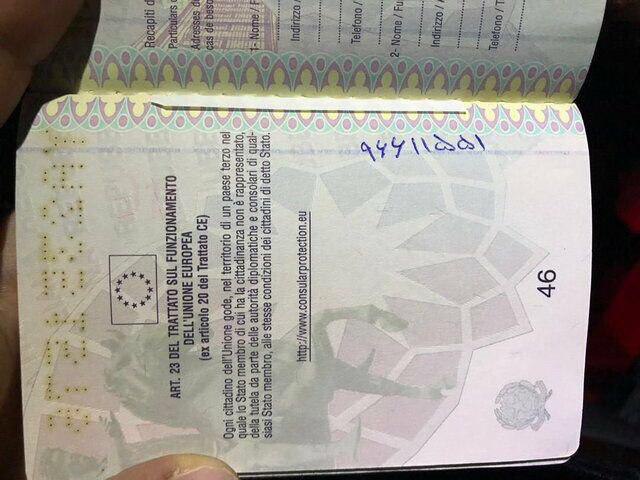 Recapiti d
Particulars
Adresses de
cas de beso
1- Nome /
Indirizzo /
Telefono /
2- Nome / Fu
Indirizzo /
Telefono / T
ART. 23 DEL TRATTATO SUL FUNZIONAMENTO
DELL'UNIONE EUROPEA
(ex articolo 20 del Trattato CE)
Ogni cittadino dell'Unione gode, nel territorio di un paese terzo nel
quale lo Stato membro di cui ha la cittadinanza non è rappresentato,
della tutela da parte delle autorità diplomatiche e consolari di qual-
siasi Stato membro, alle stesse condizioni dei cittadini di detto Stato.
http://www.consularprotection.eu
46